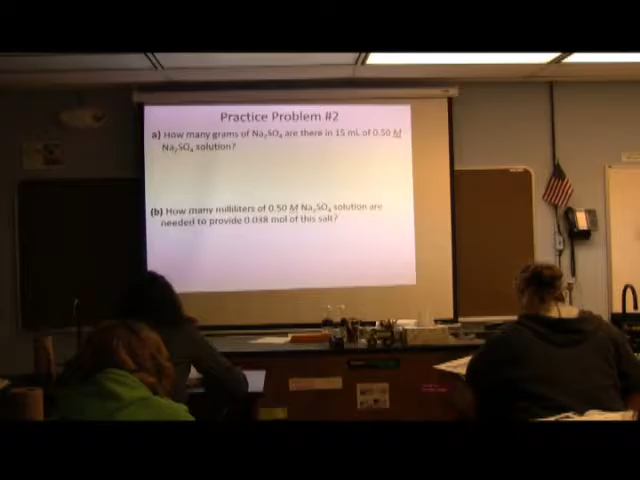 Practice Problem #2
a) How many grams of Na₂SO₄ are there in 15 mL of 0.50 M
Na₂SO₄ solution?
(b) How many milliliters of 0.50 M Na₂SO₄ solution are
needed to provide 0.038 mol of this salt?